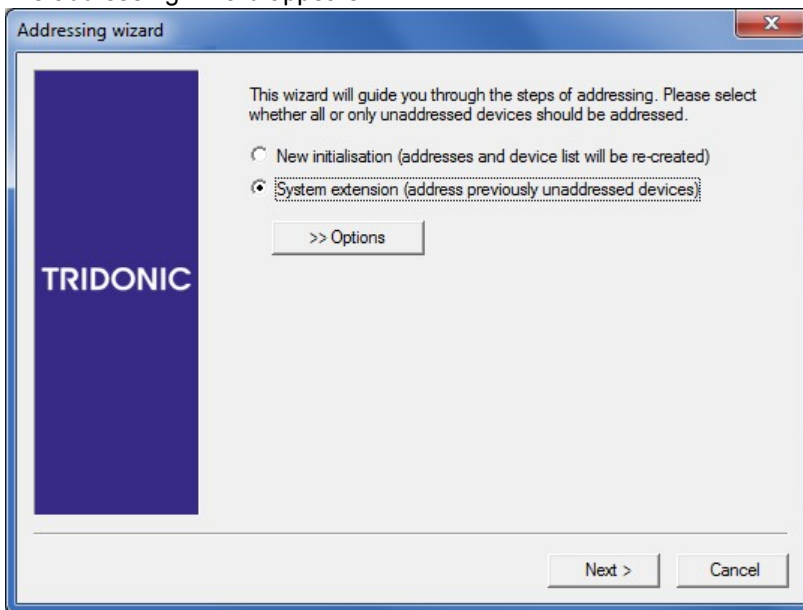 Addressing wizard
This wizard will guide you through the steps of addressing. Please select
whether all or only unaddressed devices should be addressed.
New initialisation (addresses and device list will be re-created)
System extension (address previously unaddressed devices)
>> Options
TRIDONIC
Next >
Cancel